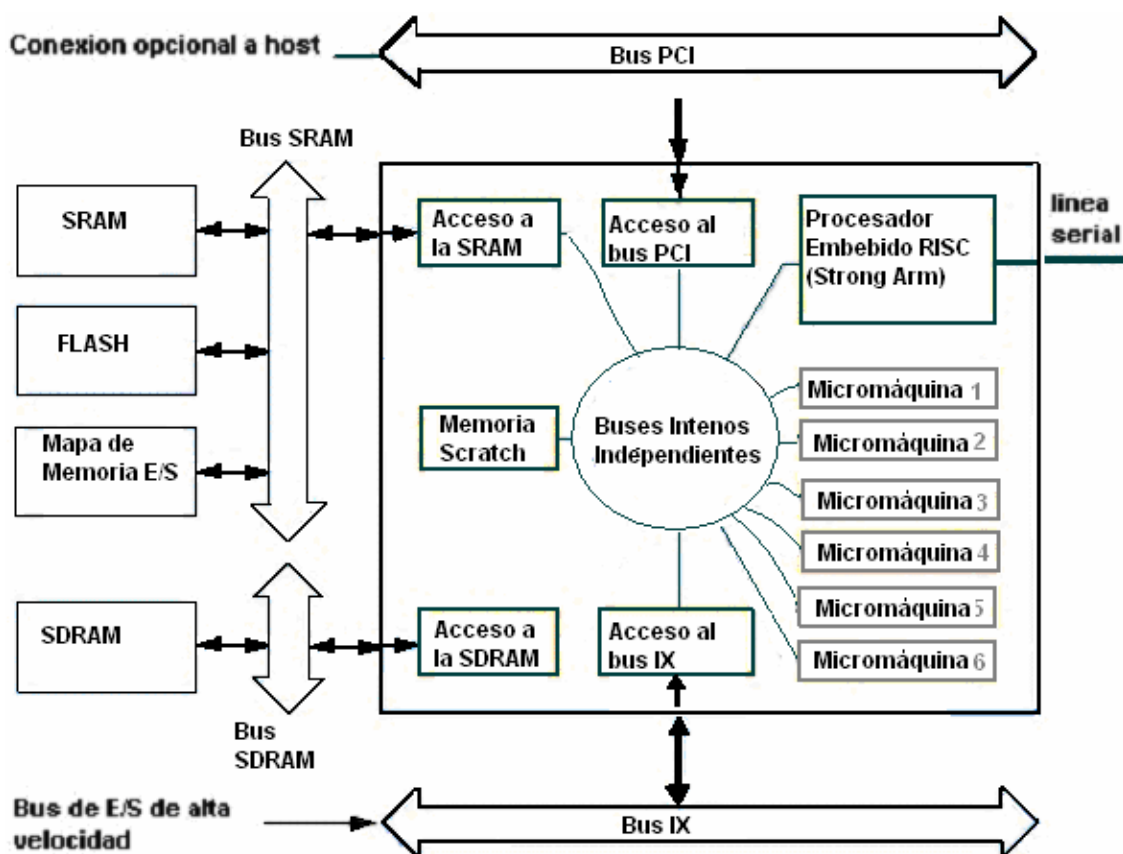 Conexion opcional a host
Bus PCI
Bus SRAM
SRAM
FLASH
Mapa de
Memoria E/S
SDRAM
Bus
SDRAM
Acceso a
la SRAM
Acceso al
bus PCI
Procesador
Embebido RISC
(Strong Arm)
linea
serial
Memoria
Scratch
Buses Intenos
Independientes
Micromáquina 1
Micromáquina 2
Micromáquina 3
Micromáquina 4
Micromáquina 5
Micromáquina 6
Acceso a
la SDRAM
Acceso al
bus IX
Bus de E/S de alta
velocidad
Bus IX